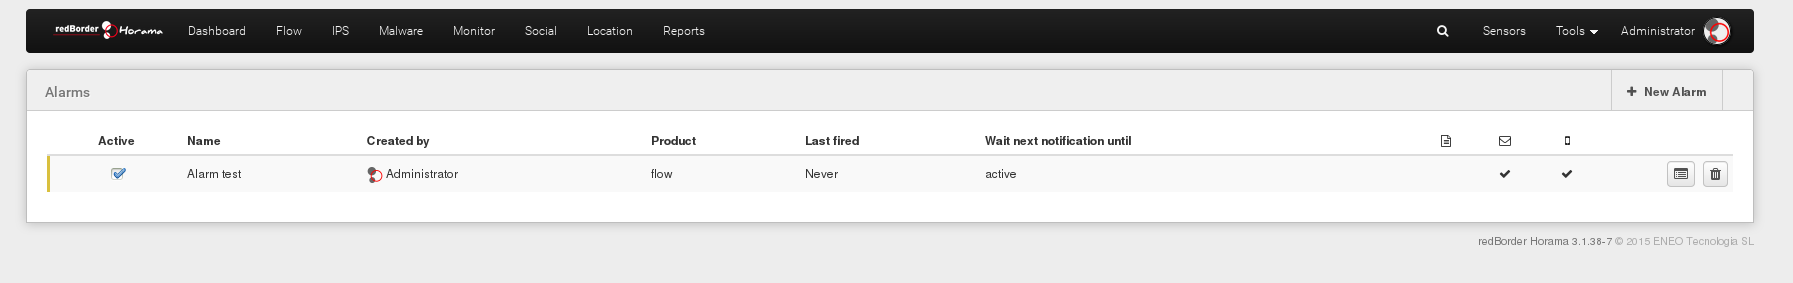 redBorder Horama Dashboard Flow IPS Malware Monitor Social Location Reports Sensors Tools Administrator
Alarms New Alarm
Active Name Created by Product Last fired Wait next notification until
Alarm test Administrator flow Never active
redBorder Horama 3.1.38-7 © 2015 ENEO Tecnologia SL